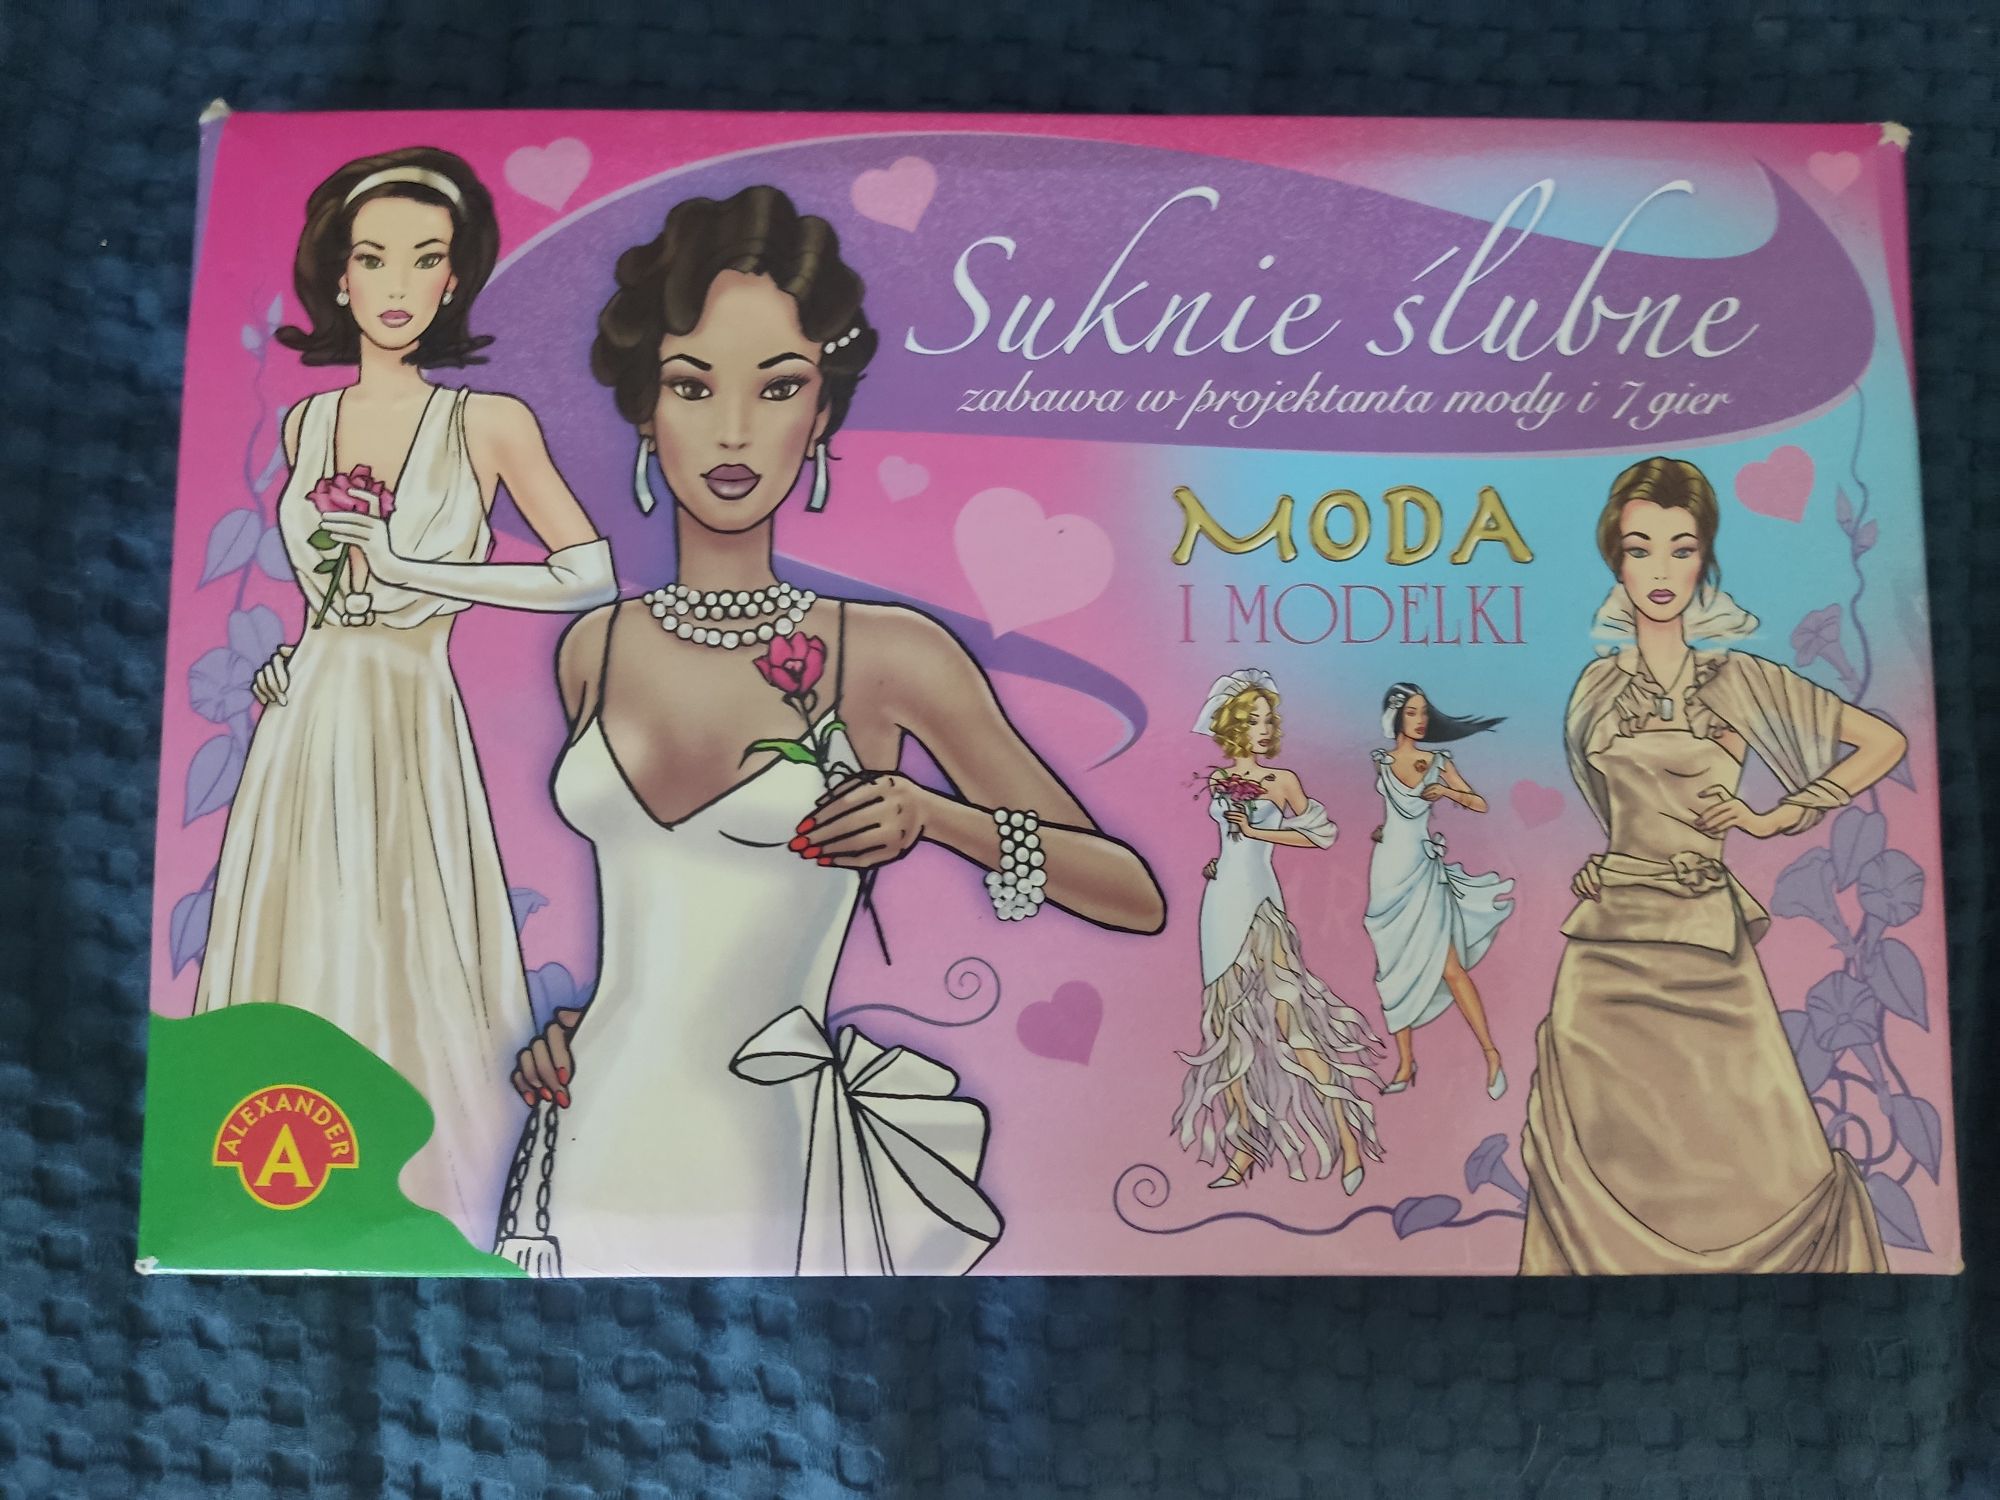 Suknie ślubne
zabawa w projektanta mody i 7 gier
MODA
I MODELKI
ALEXANDER
A